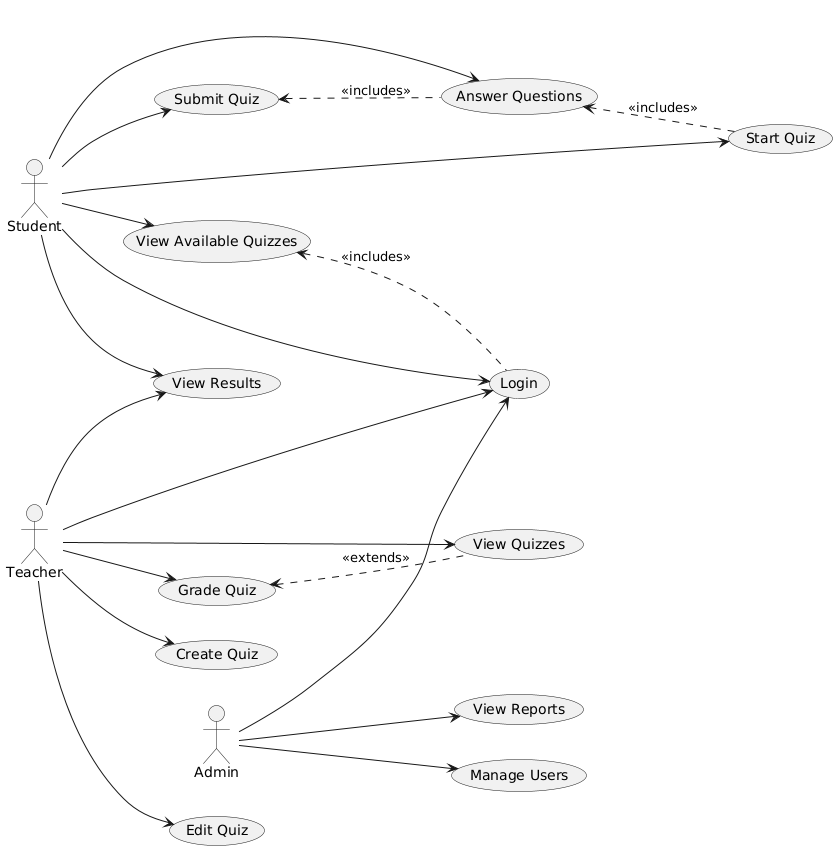 «includes»
Submit Quiz
Answer Questions
«includes»
Start Quiz
Student
View Available Quizzes
«includes»
View Results
Login
Teacher
View Quizzes
«extends»
Grade Quiz
Create Quiz
View Reports
Admin
Manage Users
Edit Quiz